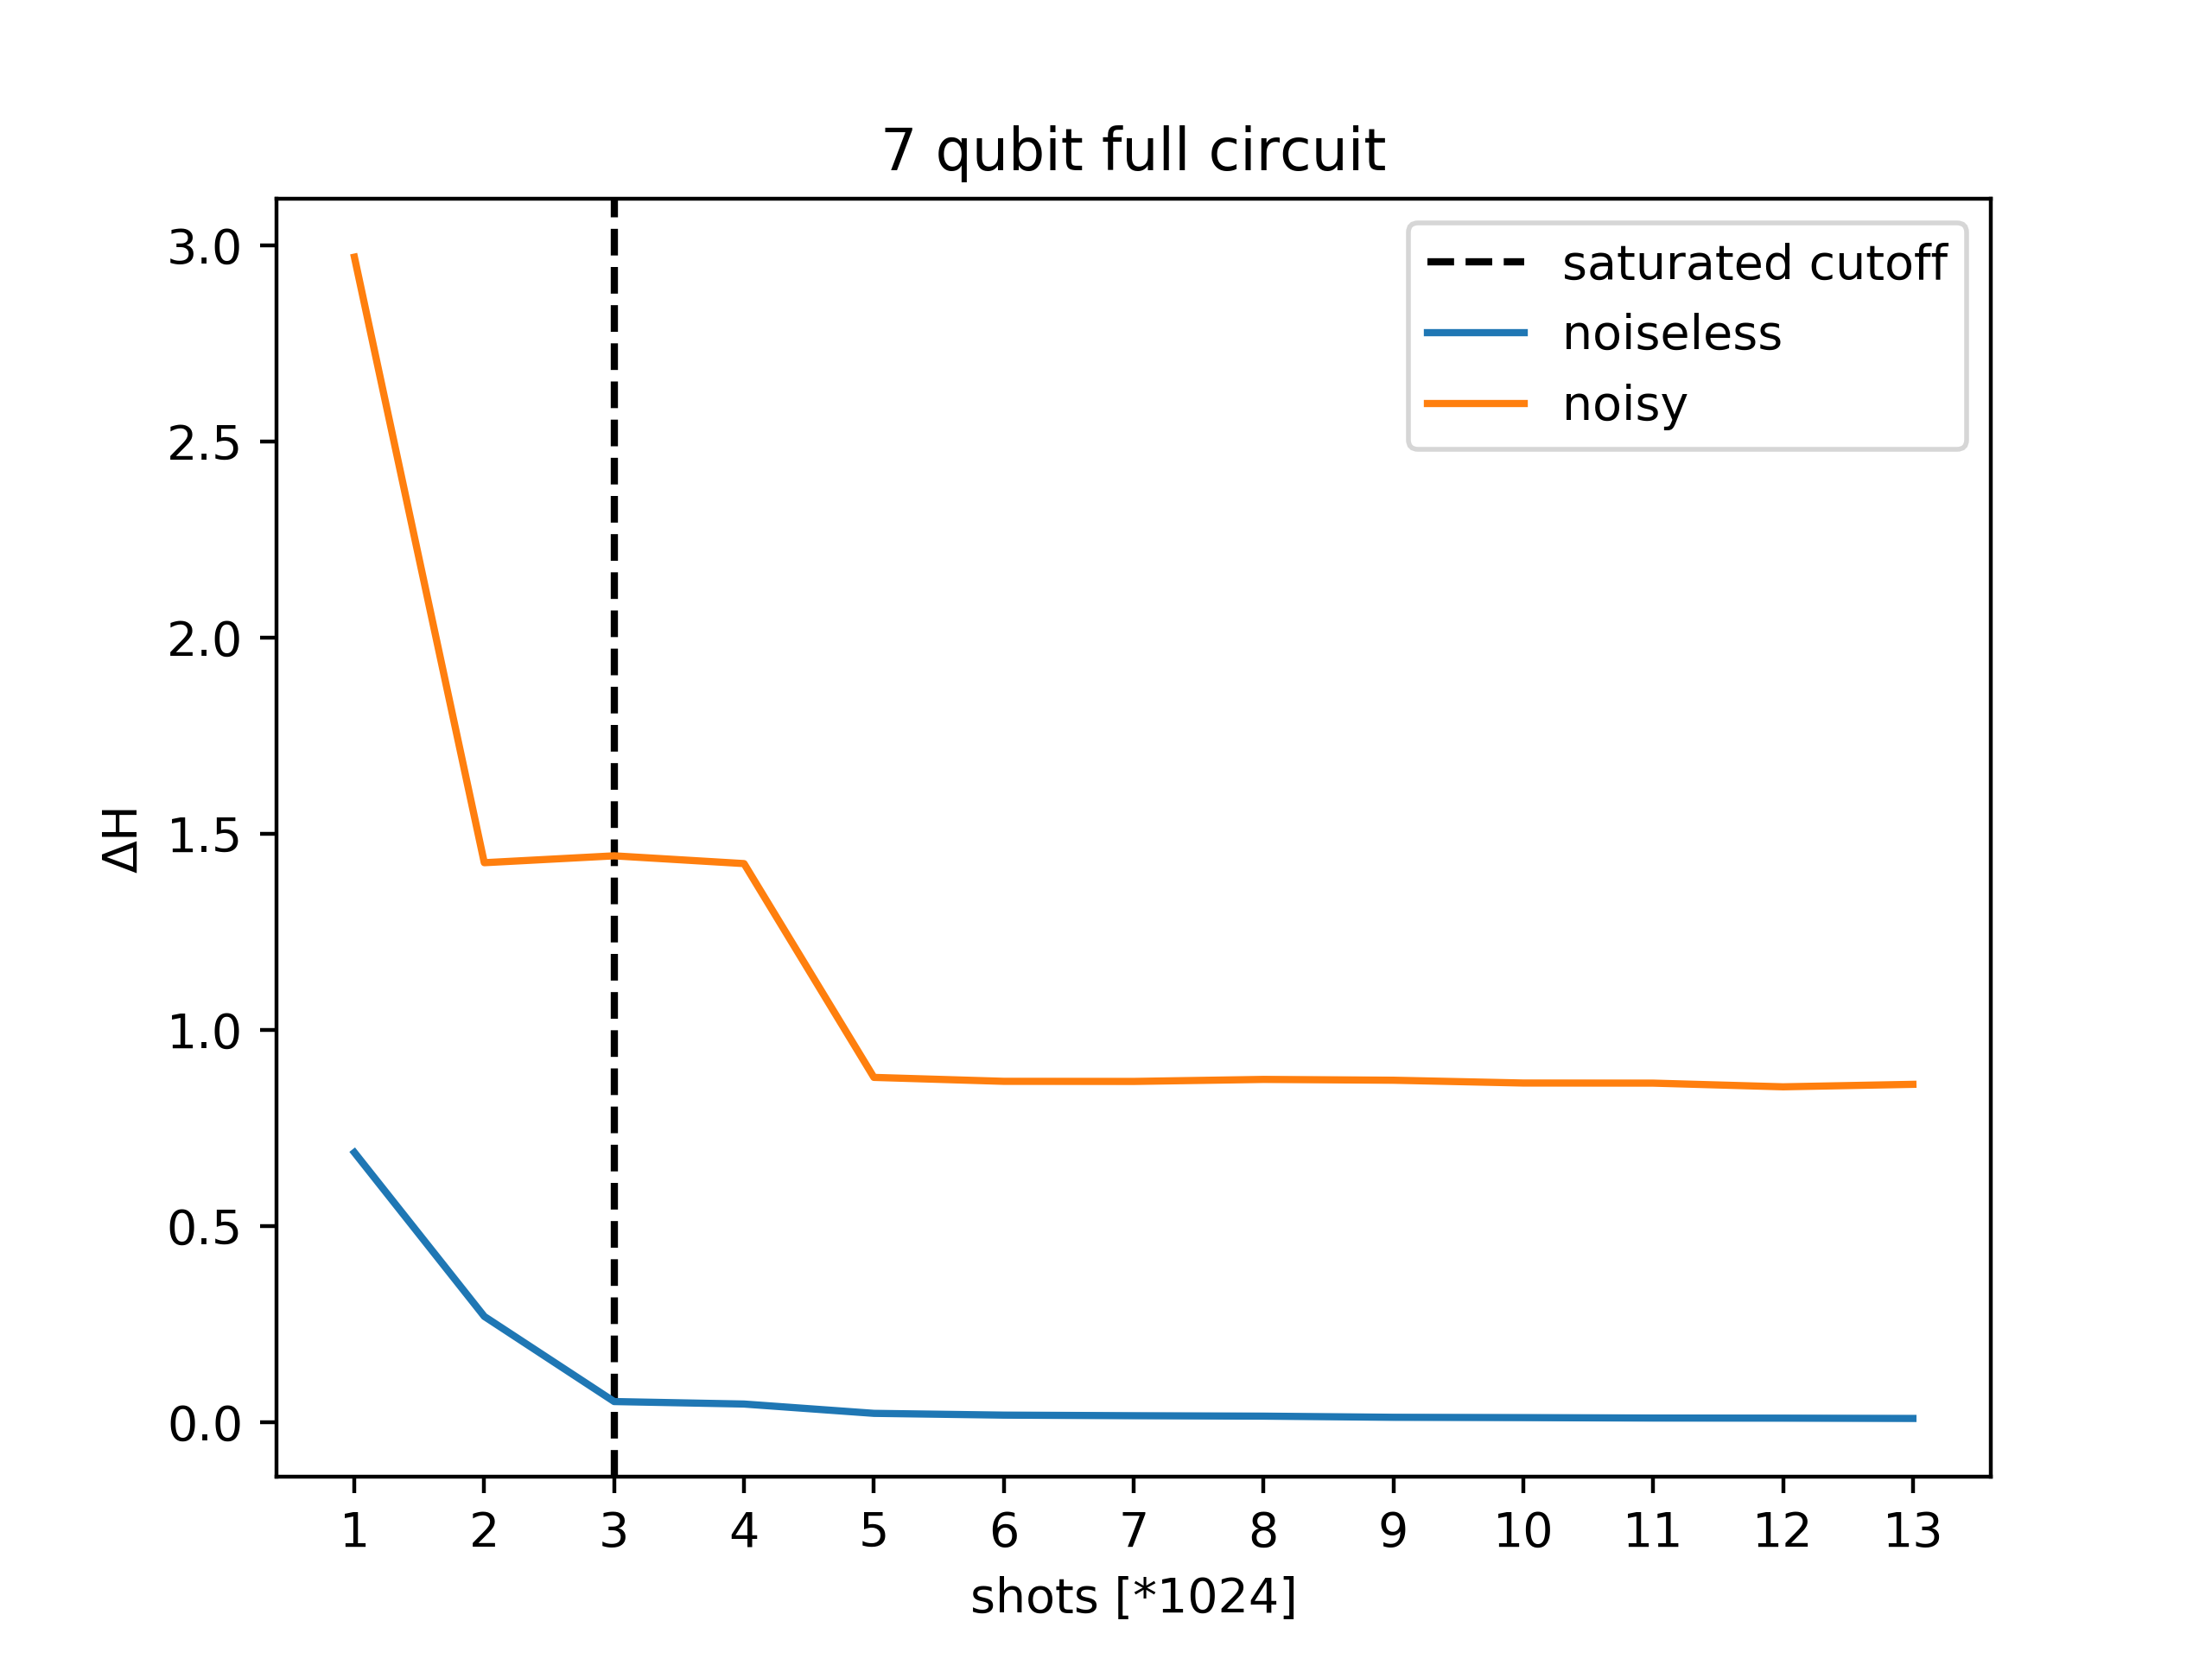 7 qubit full circuit
saturated cutoff
noiseless
noisy
3.0
2.5
2.0
1.5
1.0
0.5
0.0
ΔH
1 2 3 4 5 6 7 8 9 10 11 12 13
shots [*1024]